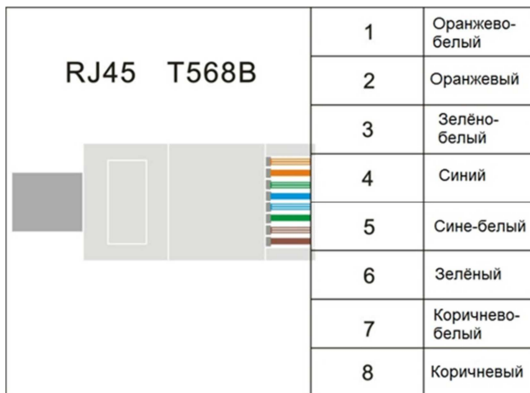 RJ45 T568B
1
Оранжево-
белый
2
Оранжевый
3
Зелёно-
белый
4
Синий
5
Сине-белый
6
Зелёный
7
Коричнево-
белый
8
Коричневый